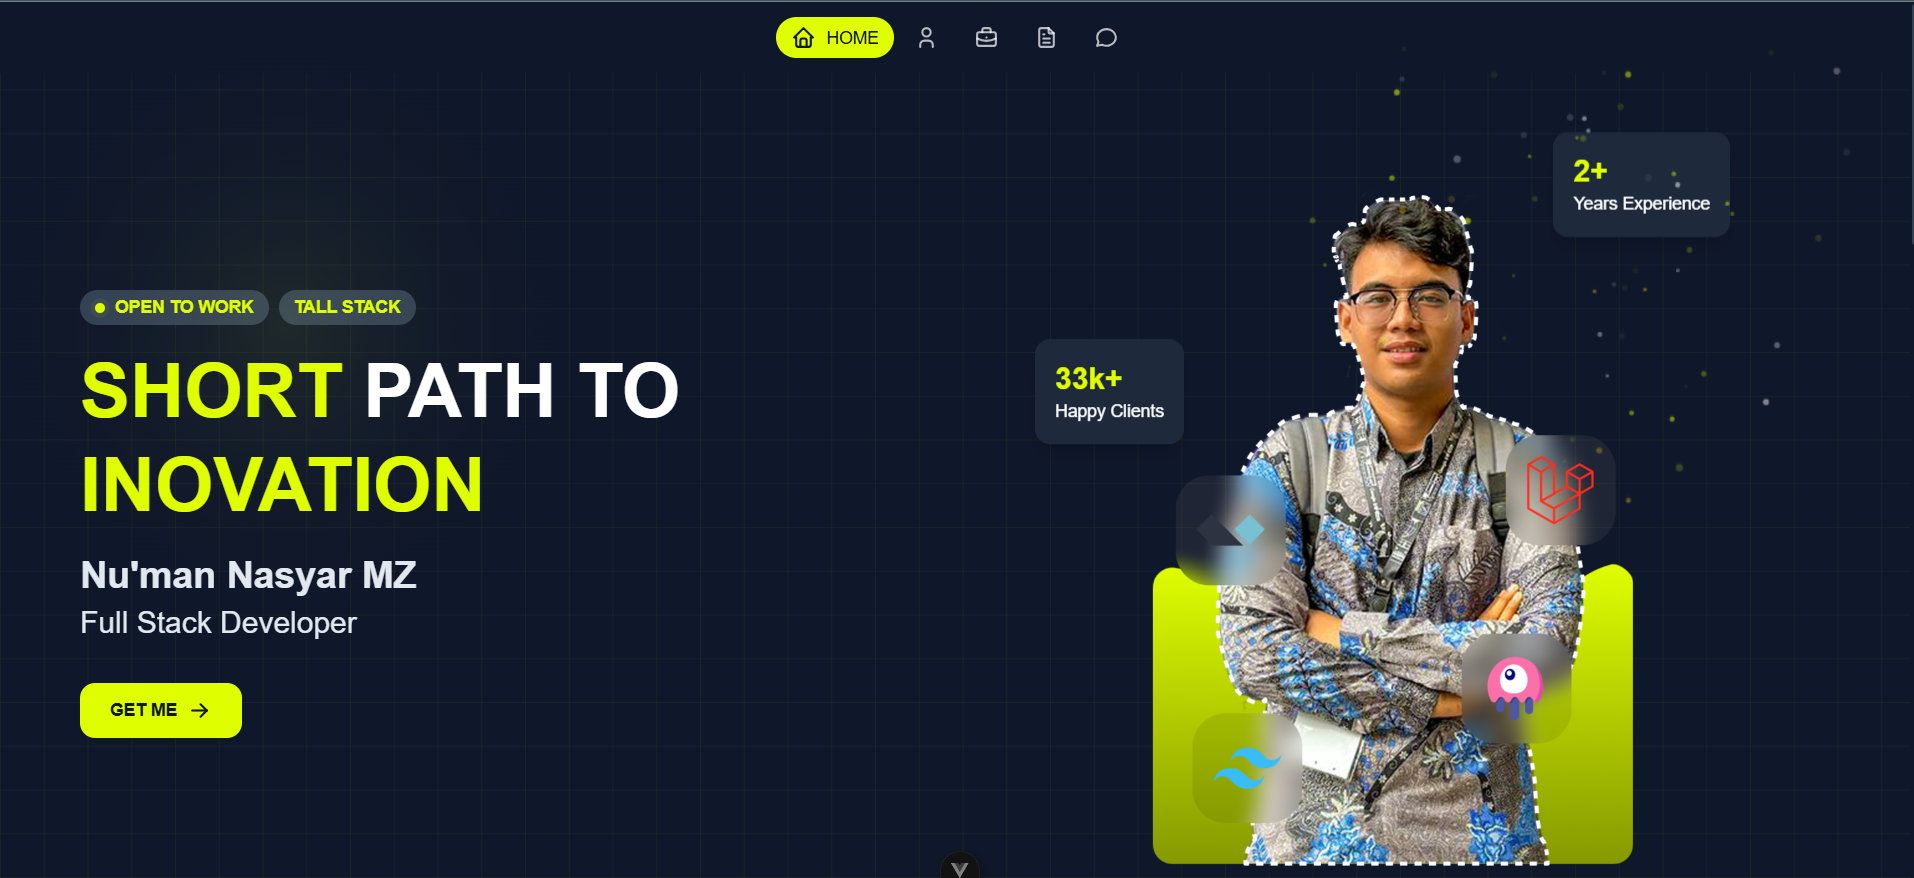 HOME
2+
Years Experience
OPEN TO WORK
TALL STACK
SHORT PATH TO
INOVATION
33k+
Happy Clients
Nu'man Nasyar MZ
Full Stack Developer
GET ME